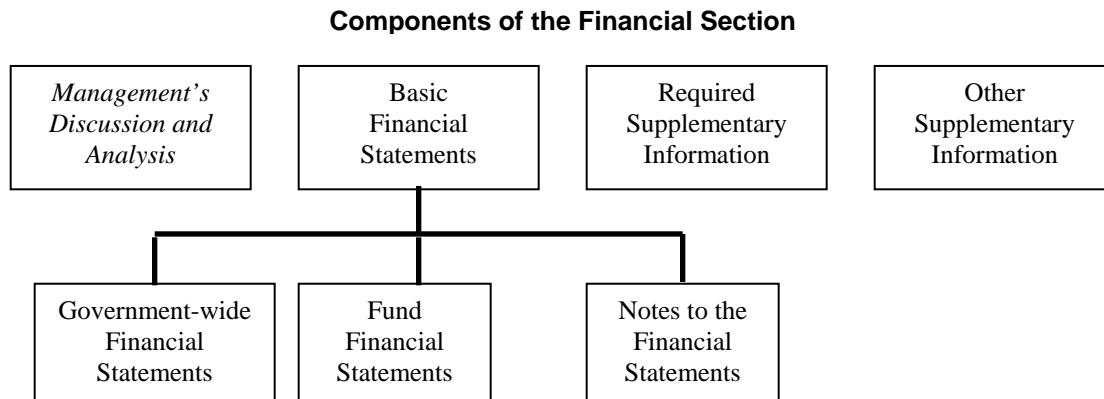 Components of the Financial Section
Management's
Discussion and
Analysis
Basic
Financial
Statements
Required
Supplementary
Information
Other
Supplementary
Information
Government-wide
Financial
Statements
Fund
Financial
Statements
Notes to the
Financial
Statements